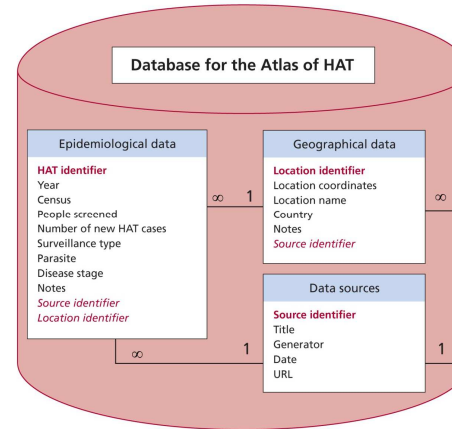 Database for the Atlas of HAT
Epidemiological data
HAT identifier
Year
Census
People screened
Number of new HAT cases
Surveillance type
Parasite
Disease stage
Notes
Source identifier
Location identifier
∞ 1
Geographical data
Location identifier
Location coordinates
Location name
Country
Notes
Source identifier
∞
Data sources
Source identifier
Title
Generator
Date
URL
∞ 1
1